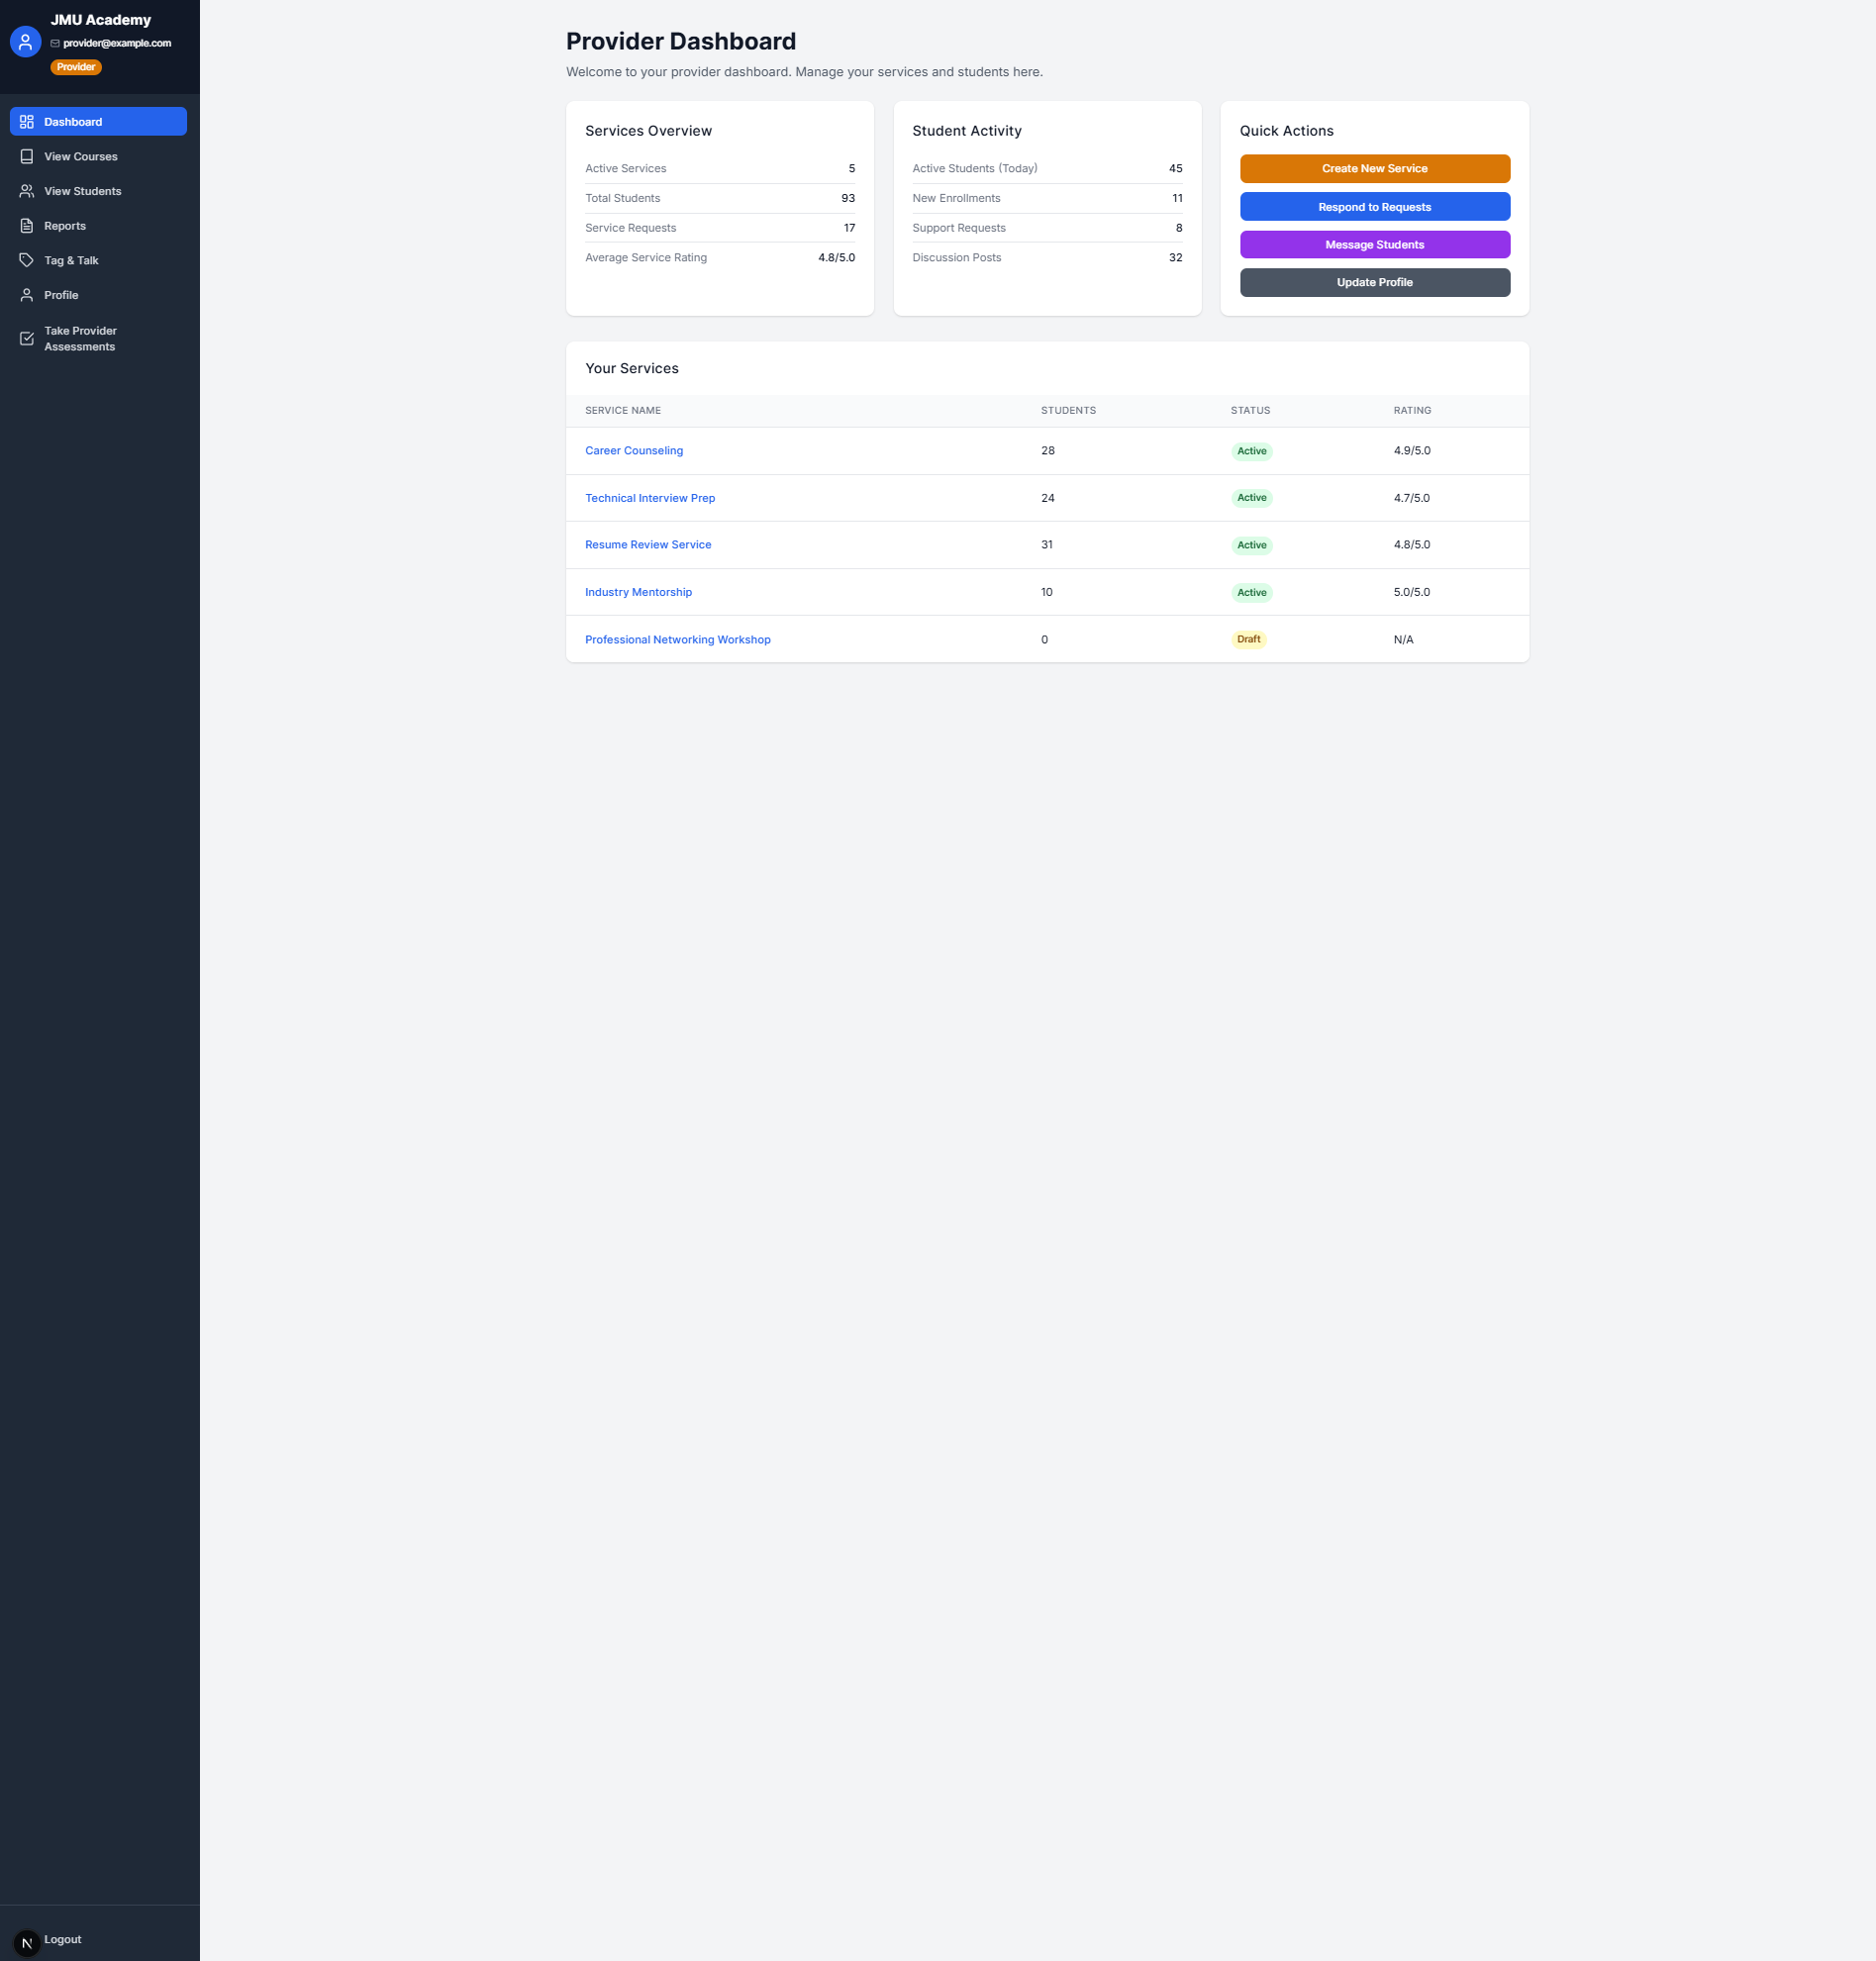 JMU Academy
provider@example.com
Provider
Dashboard
View Courses
View Students
Reports
Tag & Talk
Profile
Take Provider
Assessments
N
Logout
Provider Dashboard
Welcome to your provider dashboard. Manage your services and students here.
Services Overview
Active Services 5
Total Students 93
Service Requests 17
Average Service Rating 4.8/5.0
Student Activity
Active Students (Today) 45
New Enrollments 11
Support Requests 8
Discussion Posts 32
Quick Actions
Create New Service
Respond to Requests
Message Students
Update Profile
Your Services
SERVICE NAME STUDENTS STATUS RATING
Career Counseling 28 Active 4.9/5.0
Technical Interview Prep 24 Active 4.7/5.0
Resume Review Service 31 Active 4.8/5.0
Industry Mentorship 10 Active 5.0/5.0
Professional Networking Workshop 0 Draft N/A